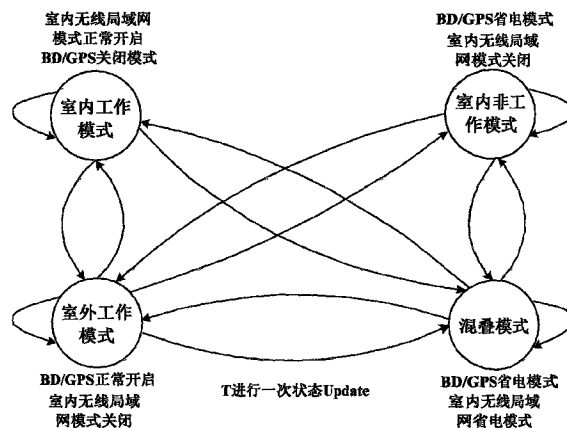 室内无线局域网
模式正常开启
BD/GPS关闭模式
BD/GPS省电模式
室内无线局域
网模式关闭
室内工作
模式
室内非工
作模式
室外工作
模式
混叠模式
BD/GPS正常开启
室内无线局域
网模式关闭
T进行一次状态Update
BD/GPS省电模式
室内无线局域
网省电模式